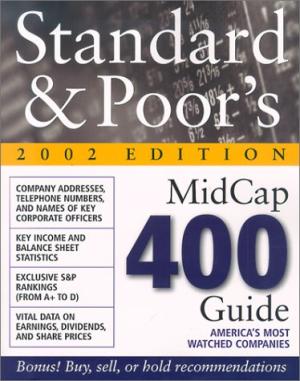 Standard
& Poor's
2002 EDITION
COMPANY ADDRESSES,
TELEPHONE NUMBERS,
AND NAMES OF KEY
CORPORATE OFFICERS
KEY INCOME AND
BALANCE SHEET
STATISTICS
EXCLUSIVE S&P
RANKINGS
(FROM A+ TO D)
VITAL DATA ON
EARNINGS, DIVIDENDS,
AND SHARE PRICES
MidCap
400
Guide
AMERICA'S MOST
WATCHED COMPANIES
Bonus! Buy, sell, or hold recommendations